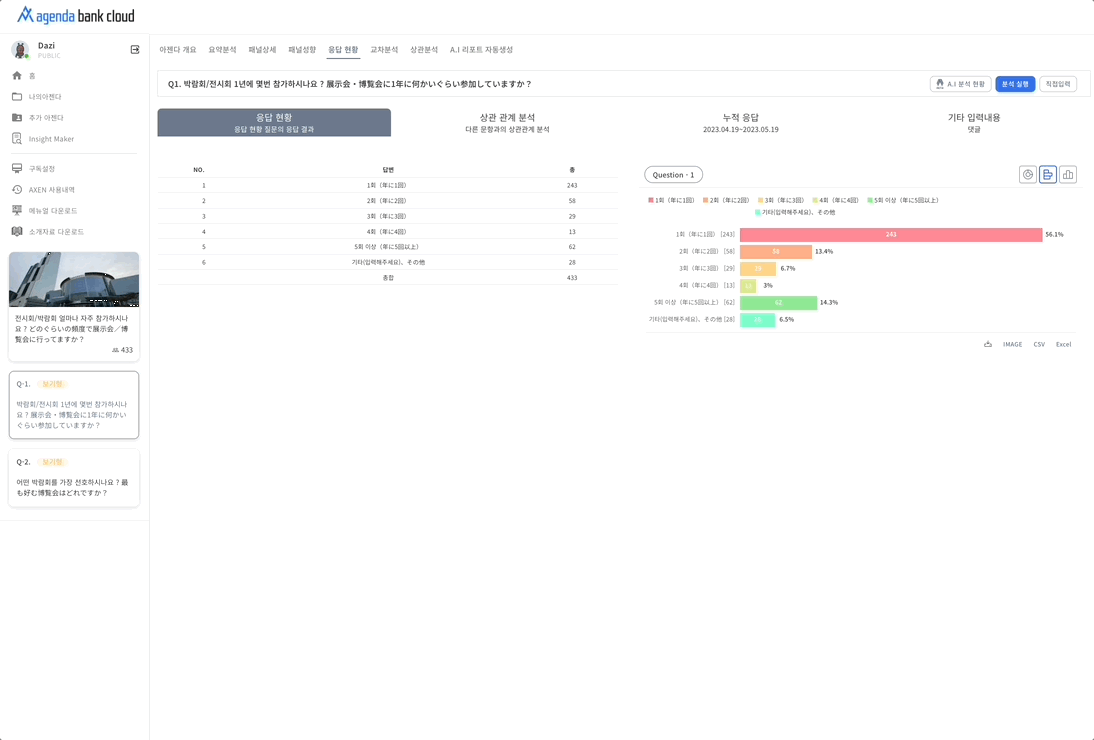 agenda bank cloud
Dazi
PUBLIC
홈
나의아젠다
추가 아젠다
Insight Maker
구독설정
AXEN 사용내역
메뉴얼 다운로드
소개자료 다운로드
전시회/박람회 얼마나 자주 참가하시나
요 ? どのぐらいの頻度で展示会／博
覧会に行ってますか？
433
Q-1. 보기형
박람회/전시회 1년에 몇번 참가하시나
요 ? 展示会・博覧会に1年に何かい
ぐらい参加していますか？
Q-2. 보기형
어떤 박람회를 가장 선호하시나요 ? 最
も好む博覧会はどれですか？
아젠다 개요 요약분석 패널상세 패널성향 응답 현황 교차분석 상관분석 A.I 리포트 자동생성
Q1. 박람회/전시회 1년에 몇번 참가하시나요 ? 展示会・博覧会に1年に何かいぐらい参加していますか？
A.I 분석 현황 분석 실행 직접입력
응답 현황 상관 관계 분석 누적 응답 기타 입력내용
응답 현황 질문의 응답 결과 다른 문항과의 상관관계 분석 2023.04.19~2023.05.19 댓글
NO. 답변 총
1 1회（年に1回） 243
2 2회（年に2回） 58
3 3회（年に3回） 29
4 4회（年に4回） 13
5 5회 이상（年に5回以上） 62
6 기타(입력해주세요)、その他 28
총합 433
Question - 1
1회（年に1回） 2회（年に2回） 3회（年に3回） 4회（年に4回） 5회 이상（年に5回以上）
기타(입력해주세요)、その他
1회（年に1回） [243] 243 56.1%
2회（年に2回） [58] 58 13.4%
3회（年に3回） [29] 29 6.7%
4회（年に4回） [13] 13 3%
5회 이상（年に5回以上） [62] 62 14.3%
기타(입력해주세요)、その他 [28] 28 6.5%
IMAGE CSV Excel